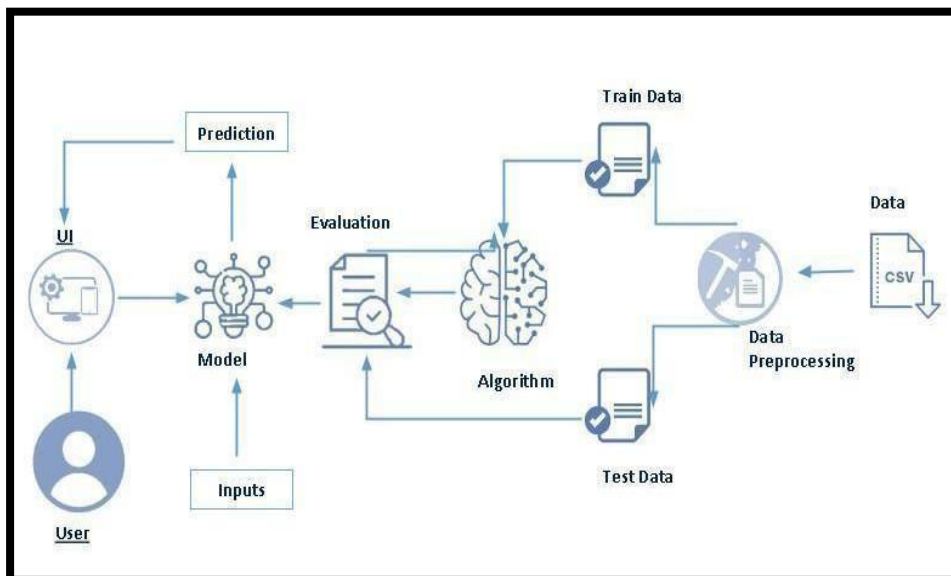 Train Data
Prediction
Data
Evaluation
UI
CSV
Model
Data
Preprocessing
Algorithm
Inputs
Test Data
User